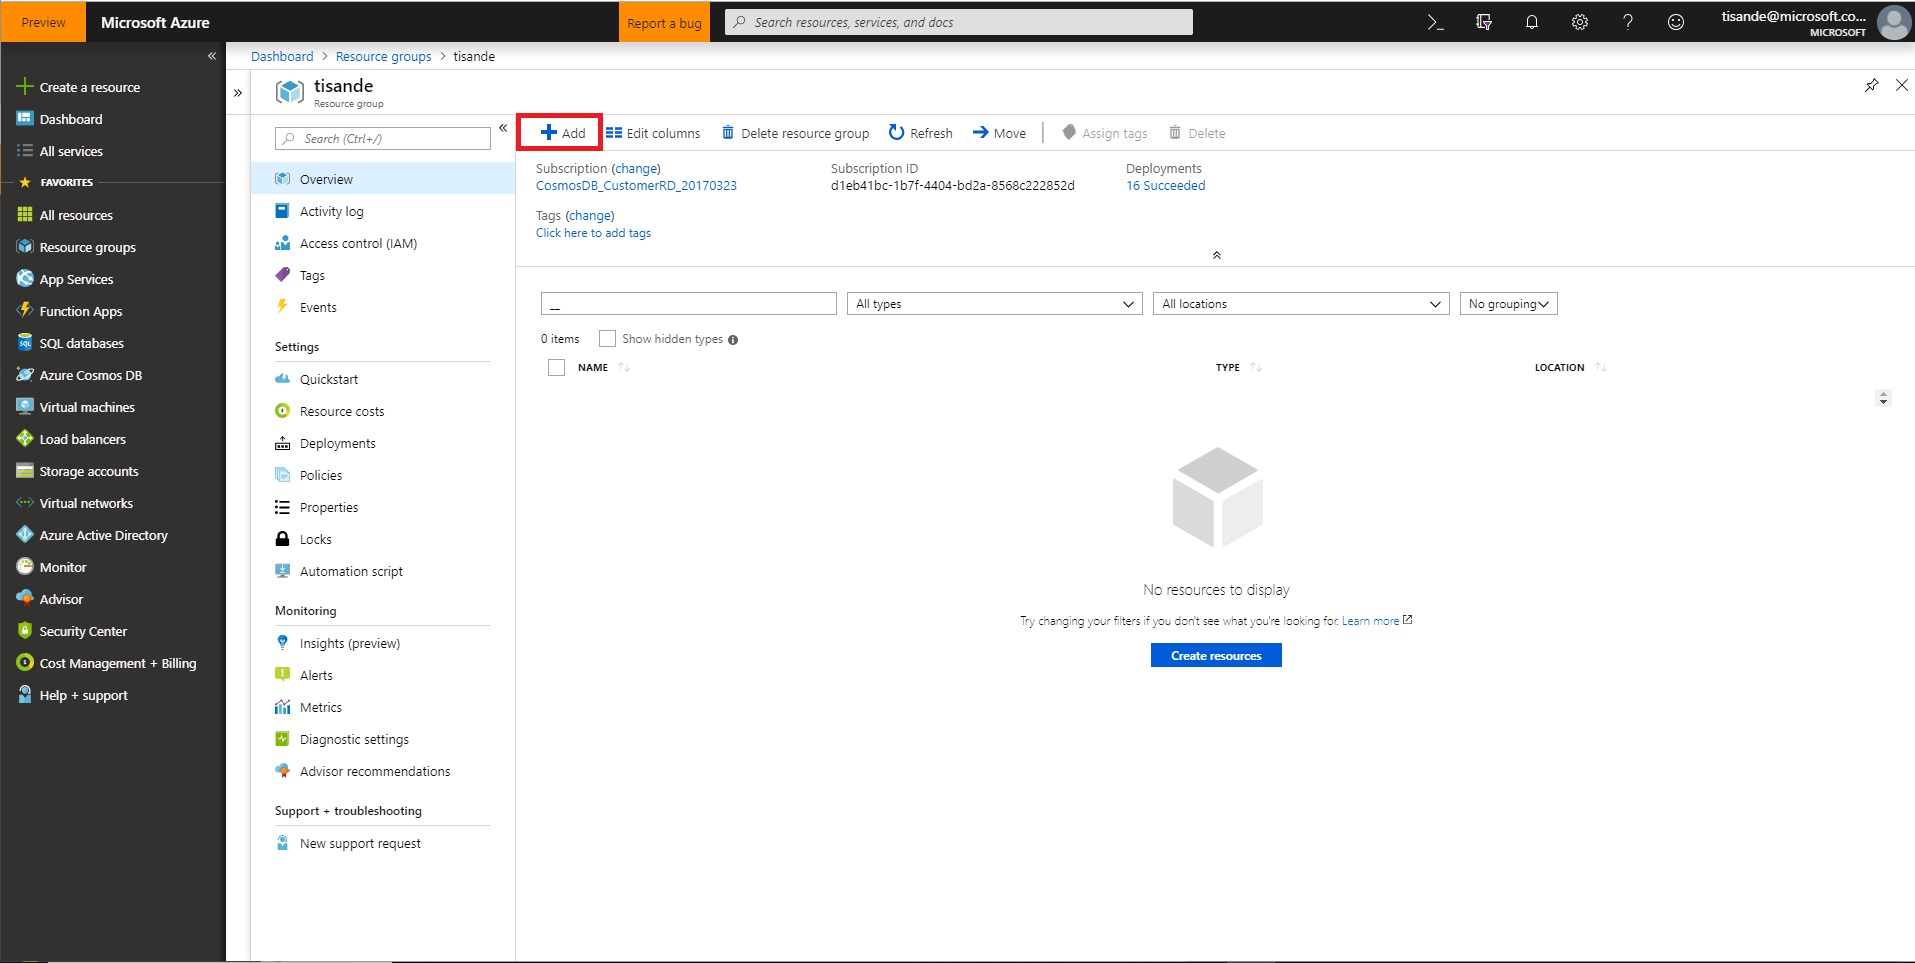 Preview
Microsoft Azure
Report a bug
Search resources, services, and docs
tisande@microsoft.co...
MICROSOFT
Create a resource
Dashboard
All services
FAVORITES
All resources
Resource groups
App Services
Function Apps
SQL databases
Azure Cosmos DB
Virtual machines
Load balancers
Storage accounts
Virtual networks
Azure Active Directory
Monitor
Advisor
Security Center
Cost Management + Billing
Help + support
Dashboard > Resource groups > tisande
tisande
Resource group
Search (Ctrl+/)
Overview
Activity log
Access control (IAM)
Tags
Events
Settings
Quickstart
Resource costs
Deployments
Policies
Properties
Locks
Automation script
Monitoring
Insights (preview)
Alerts
Metrics
Diagnostic settings
Advisor recommendations
Support + troubleshooting
New support request
Add Edit columns Delete resource group Refresh Move Assign tags Delete
Subscription (change)
CosmosDB_CustomerRD_20170323
Subscription ID
d1eb41bc-1b7f-4404-bd2a-8568c222852d
Deployments
16 Succeeded
Tags (change)
Click here to add tags
__ All types All locations No grouping
0 items Show hidden types
NAME TYPE LOCATION
No resources to display
Try changing your filters if you don't see what you're looking for. Learn more
Create resources